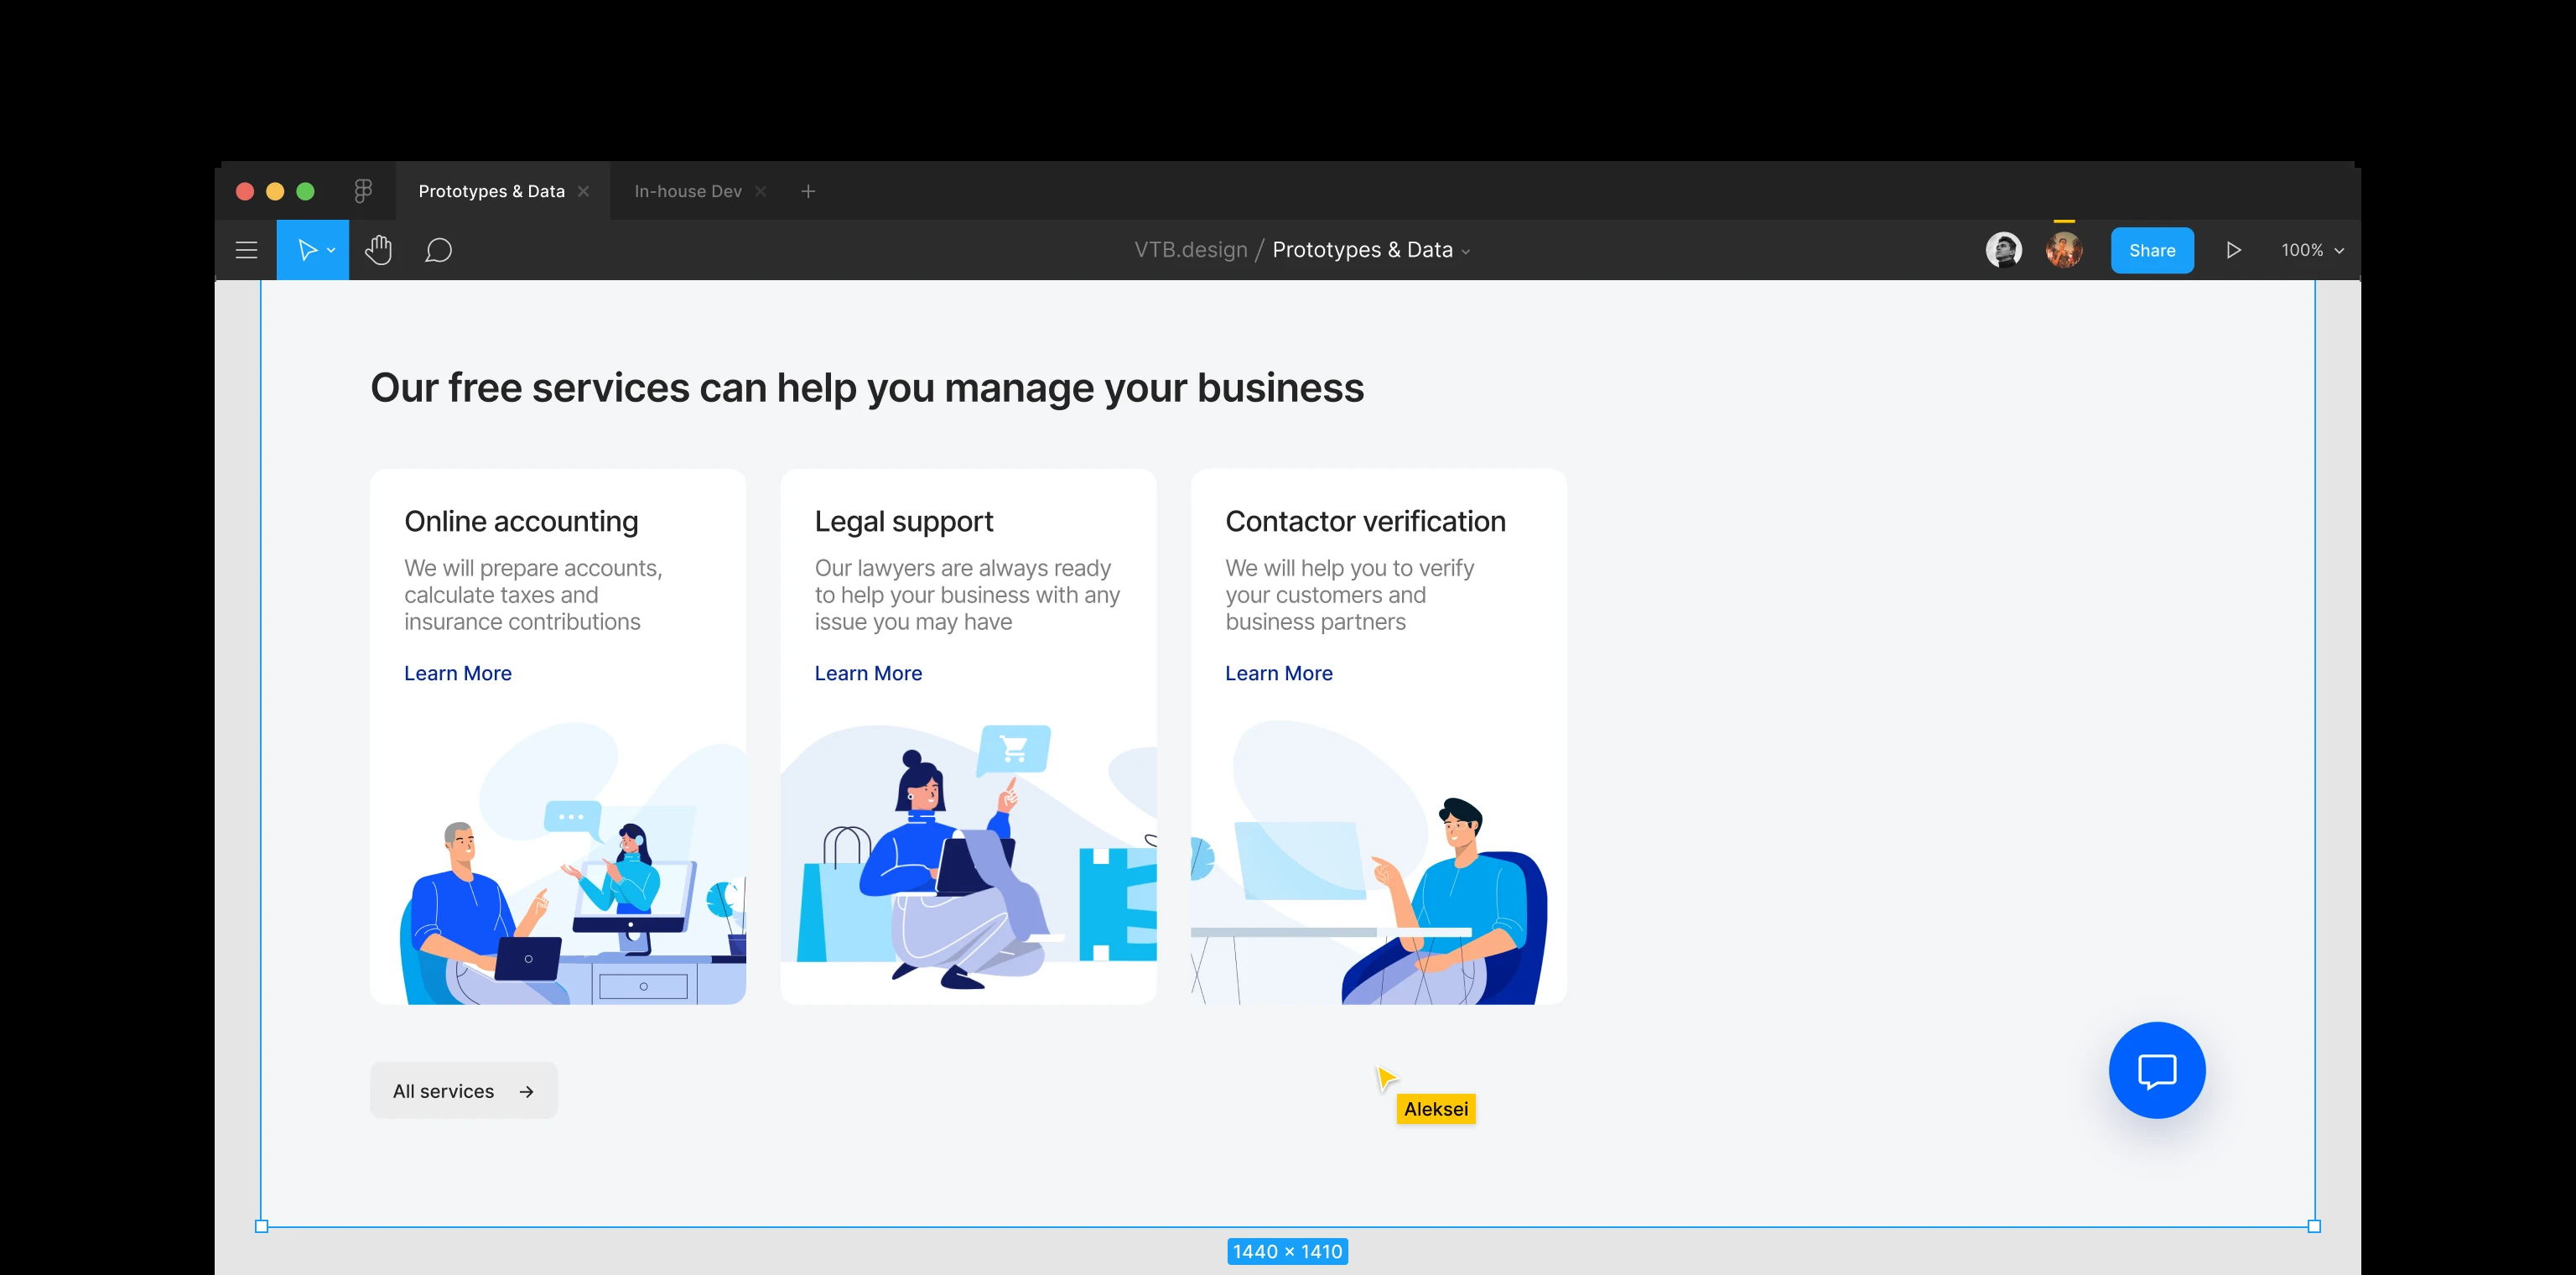 Prototypes & Data
In-house Dev
VTB.design / Prototypes & Data
Share
100%
Our free services can help you manage your business
Online accounting
We will prepare accounts,
calculate taxes and
insurance contributions
Learn More
Legal support
Our lawyers are always ready
to help your business with any
issue you may have
Learn More
Contactor verification
We will help you to verify
your customers and
business partners
Learn More
All services →
Aleksei
1440 × 1410